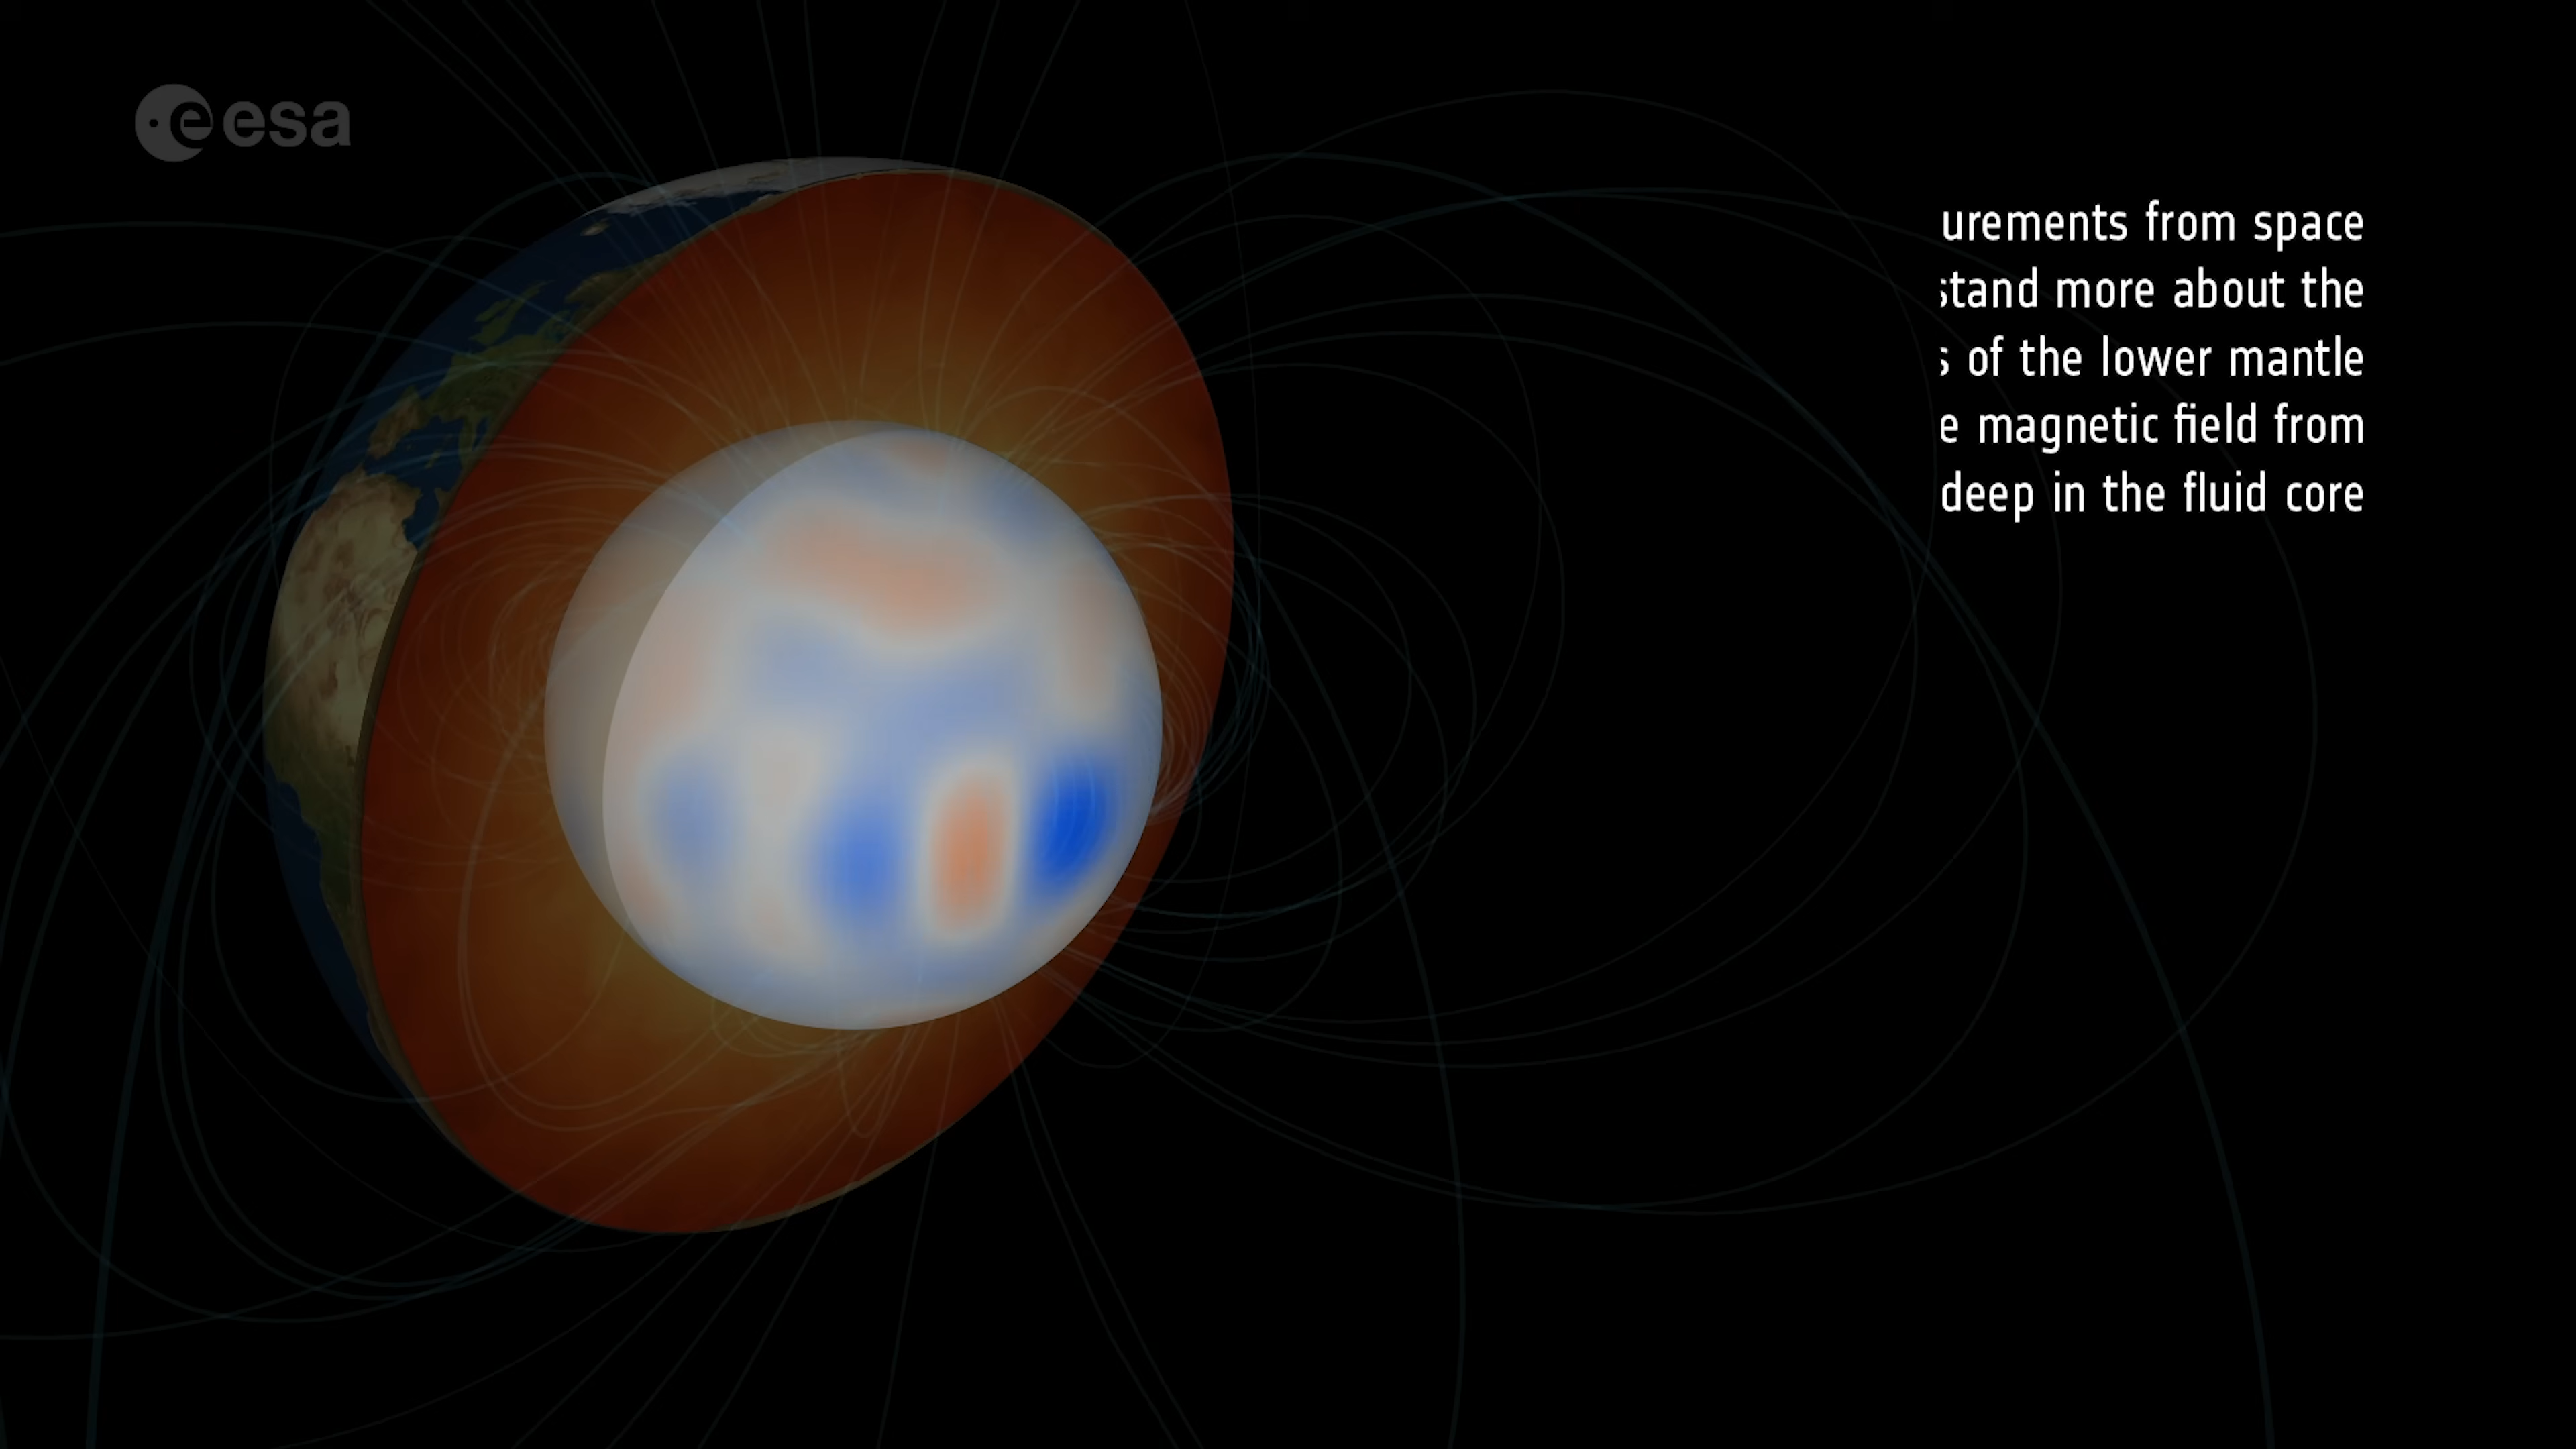 esa
urements from space
stand more about the
s of the lower mantle
e magnetic field from
deep in the fluid core